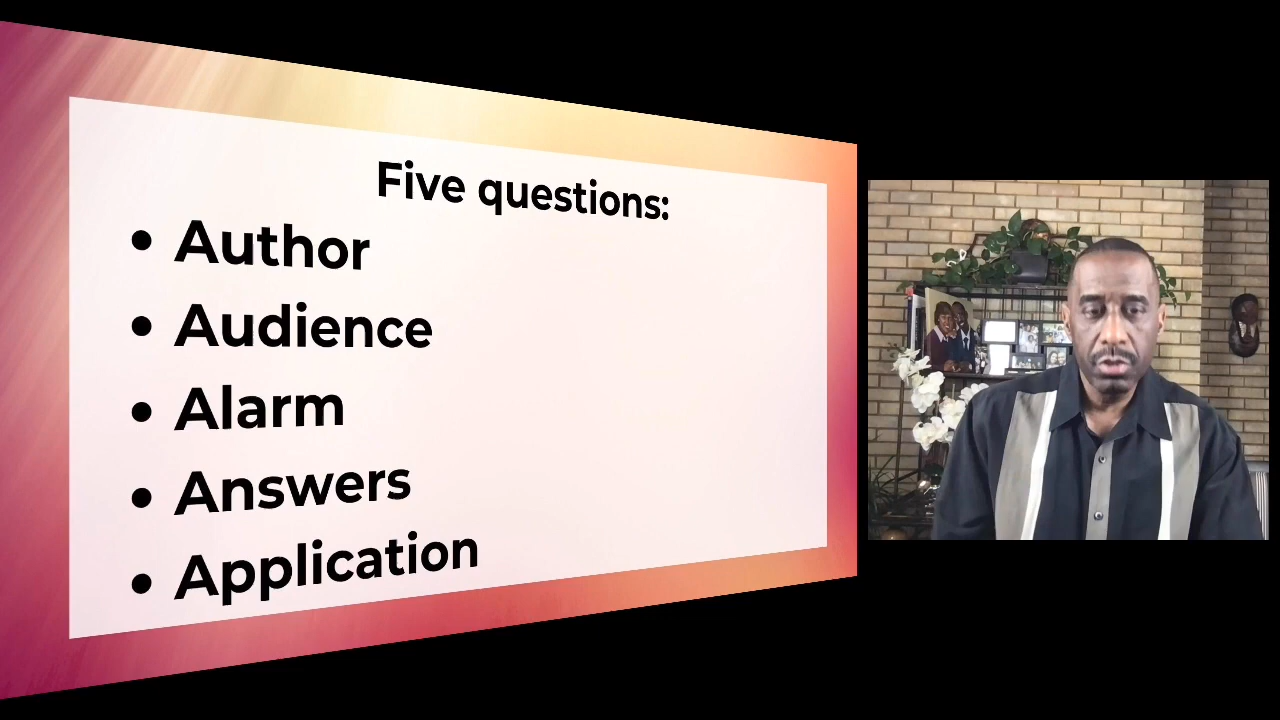 Five questions:
• Author
• Audience
• Alarm
• Answers
• Application